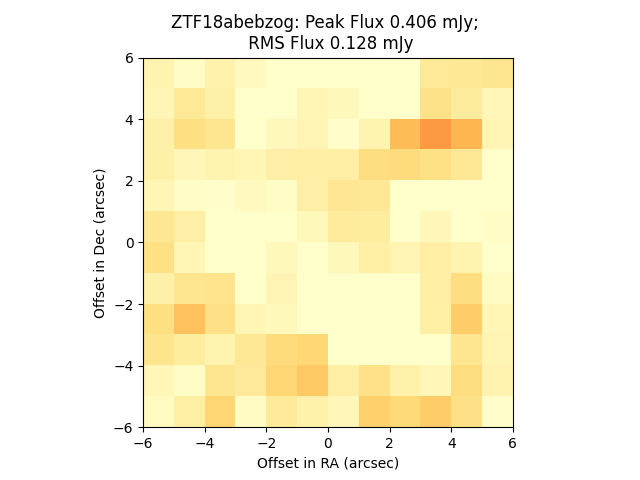 ZTF18abebzog: Peak Flux 0.406 mJy;
RMS Flux 0.128 mJy
6
4
2
0
−2
−4
−6
Offset in Dec (arcsec)
−6 −4 −2 0 2 4 6
Offset in RA (arcsec)